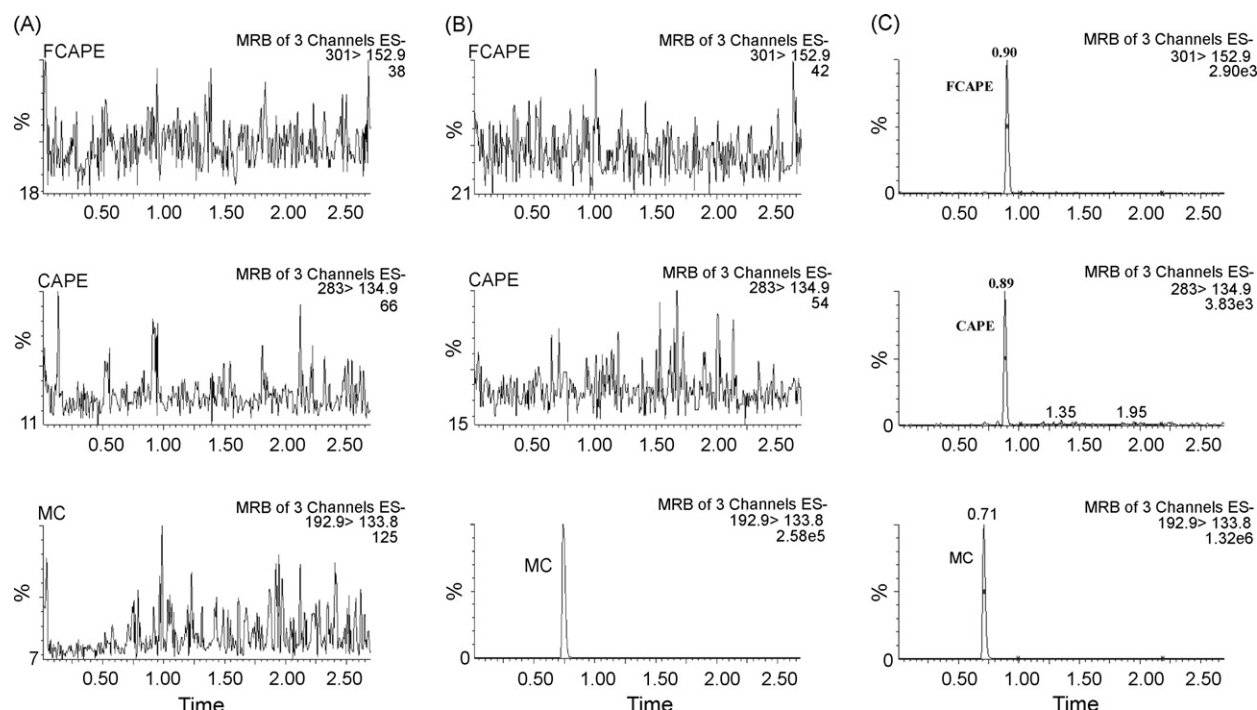 (A)
FCAPE
MRB of 3 Channels ES-
301> 152.9
38
%
18
0.50 1.00 1.50 2.00 2.50
CAPE
MRB of 3 Channels ES-
283> 134.9
66
%
11
0.50 1.00 1.50 2.00 2.50
MC
MRB of 3 Channels ES-
192.9> 133.8
125
%
7
0.50 1.00 1.50 2.00 2.50
Time
(B)
FCAPE
MRB of 3 Channels ES-
301> 152.9
42
%
21
0.50 1.00 1.50 2.00 2.50
CAPE
MRB of 3 Channels ES-
283> 134.9
54
%
15
0.50 1.00 1.50 2.00 2.50
MRB of 3 Channels ES-
192.9> 133.8
2.58e5
MC
%
0
0.50 1.00 1.50 2.00 2.50
Time
(C)
0.90
MRB of 3 Channels ES-
301> 152.9
2.90e3
FCAPE
%
0
0.50 1.00 1.50 2.00 2.50
0.89
MRB of 3 Channels ES-
283> 134.9
3.83e3
CAPE
%
1.35 1.95
0
0.50 1.00 1.50 2.00 2.50
0.71
MRB of 3 Channels ES-
192.9> 133.8
1.32e6
MC
%
0
0.50 1.00 1.50 2.00 2.50
Time